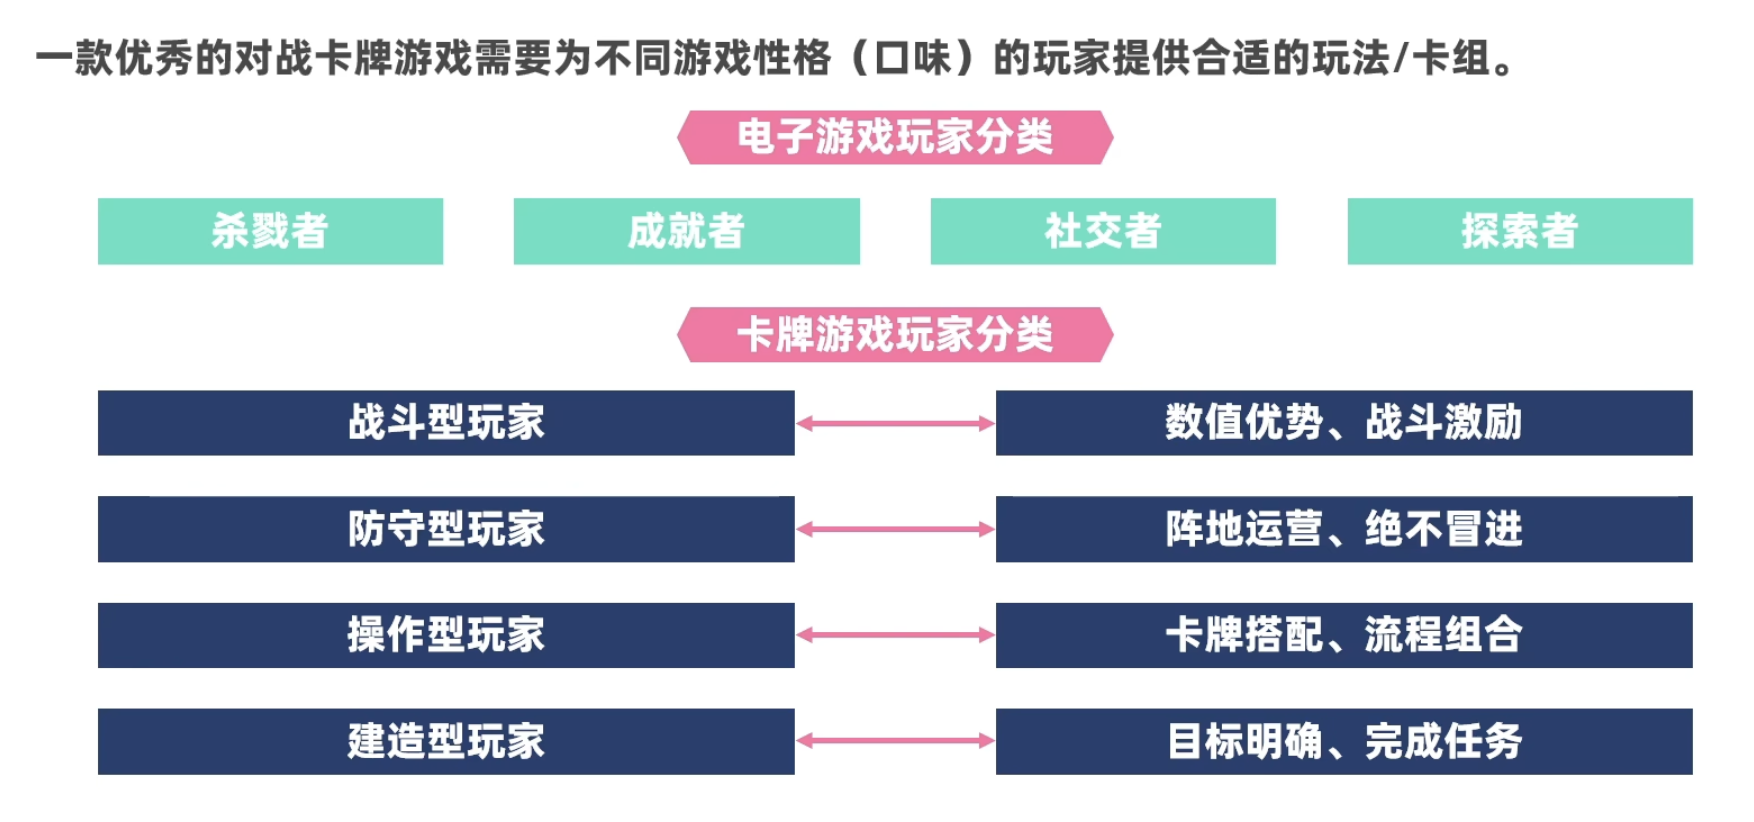 一款优秀的对战卡牌游戏需要为不同游戏性格（口味）的玩家提供合适的玩法/卡组。
电子游戏玩家分类
杀戮者 成就者 社交者 探索者
卡牌游戏玩家分类
战斗型玩家 数值优势、战斗激励
防守型玩家 阵地运营、绝不冒进
操作型玩家 卡牌搭配、流程组合
建造型玩家 目标明确、完成任务